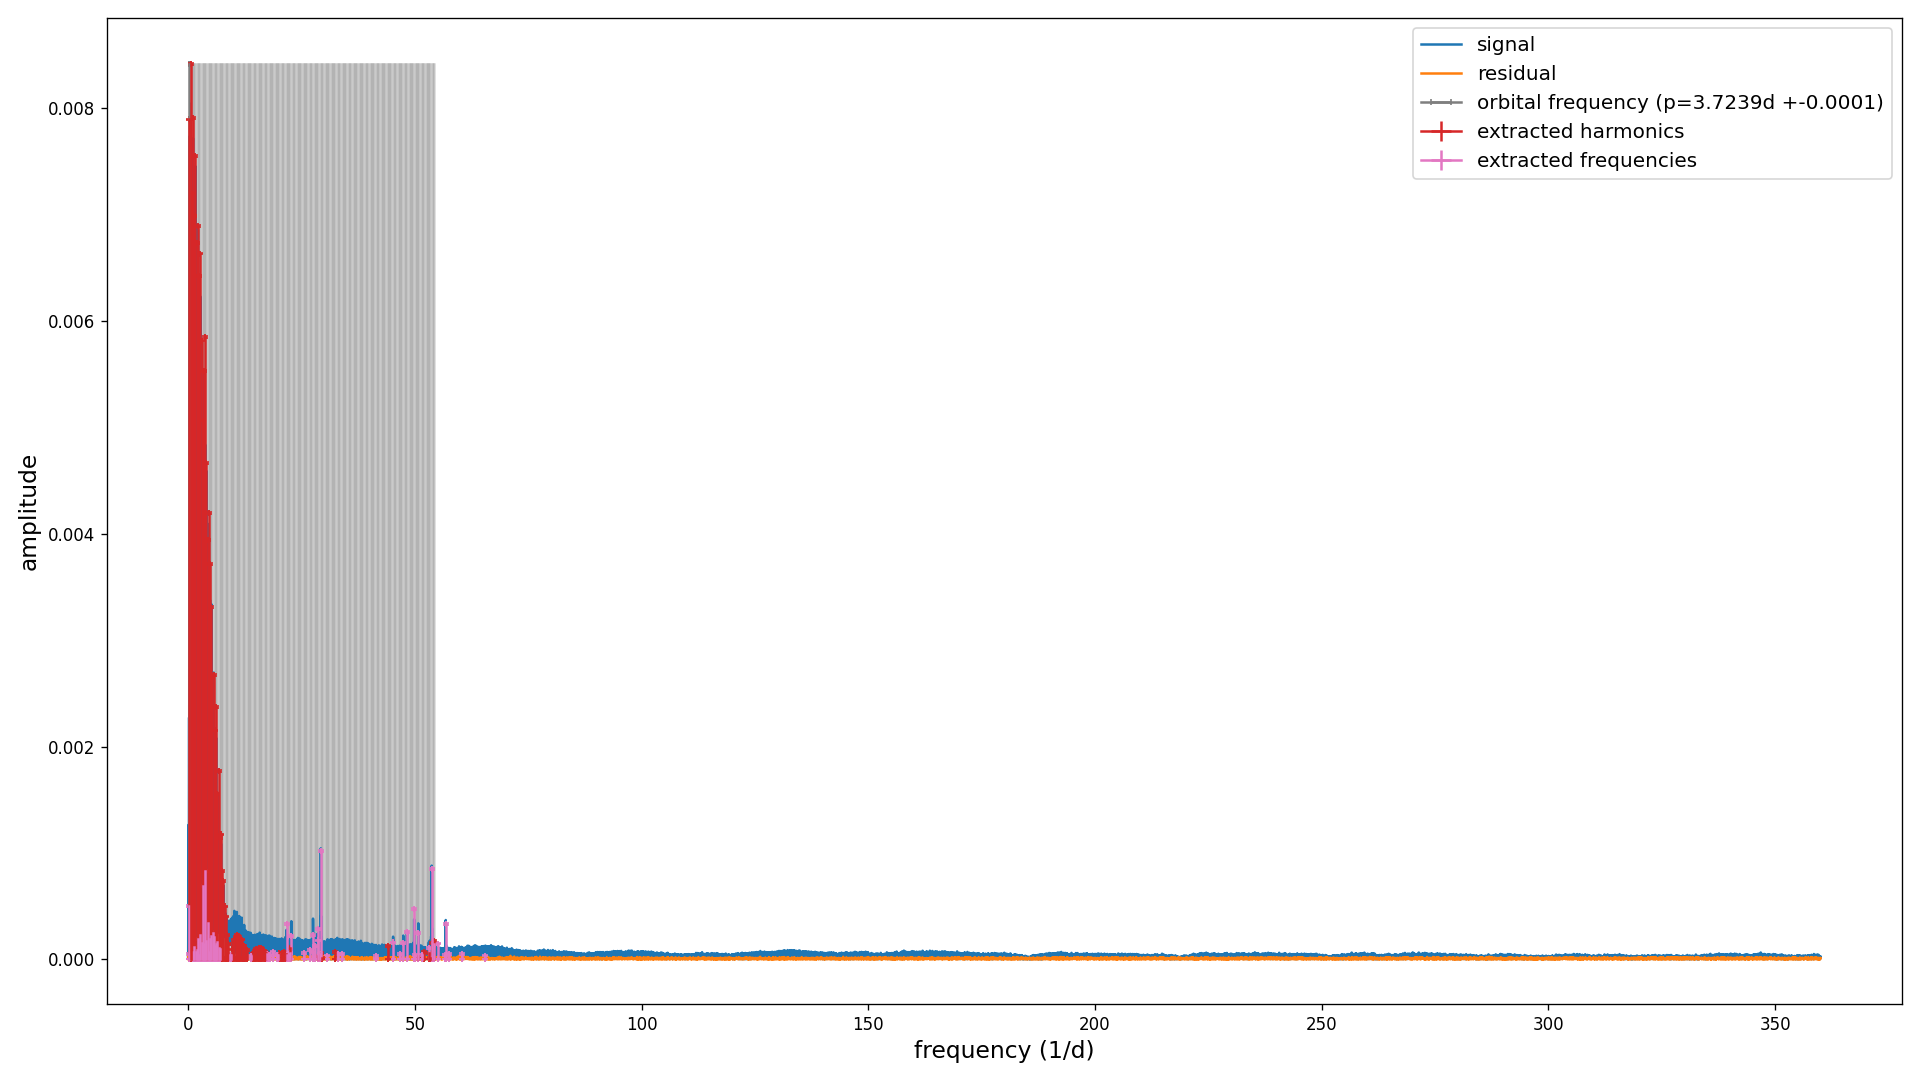 signal
residual
orbital frequency (p=3.7239d +-0.0001)
extracted harmonics
extracted frequencies
amplitude
0.008
0.006
0.004
0.002
0.000
0 50 100 150 200 250 300 350
frequency (1/d)